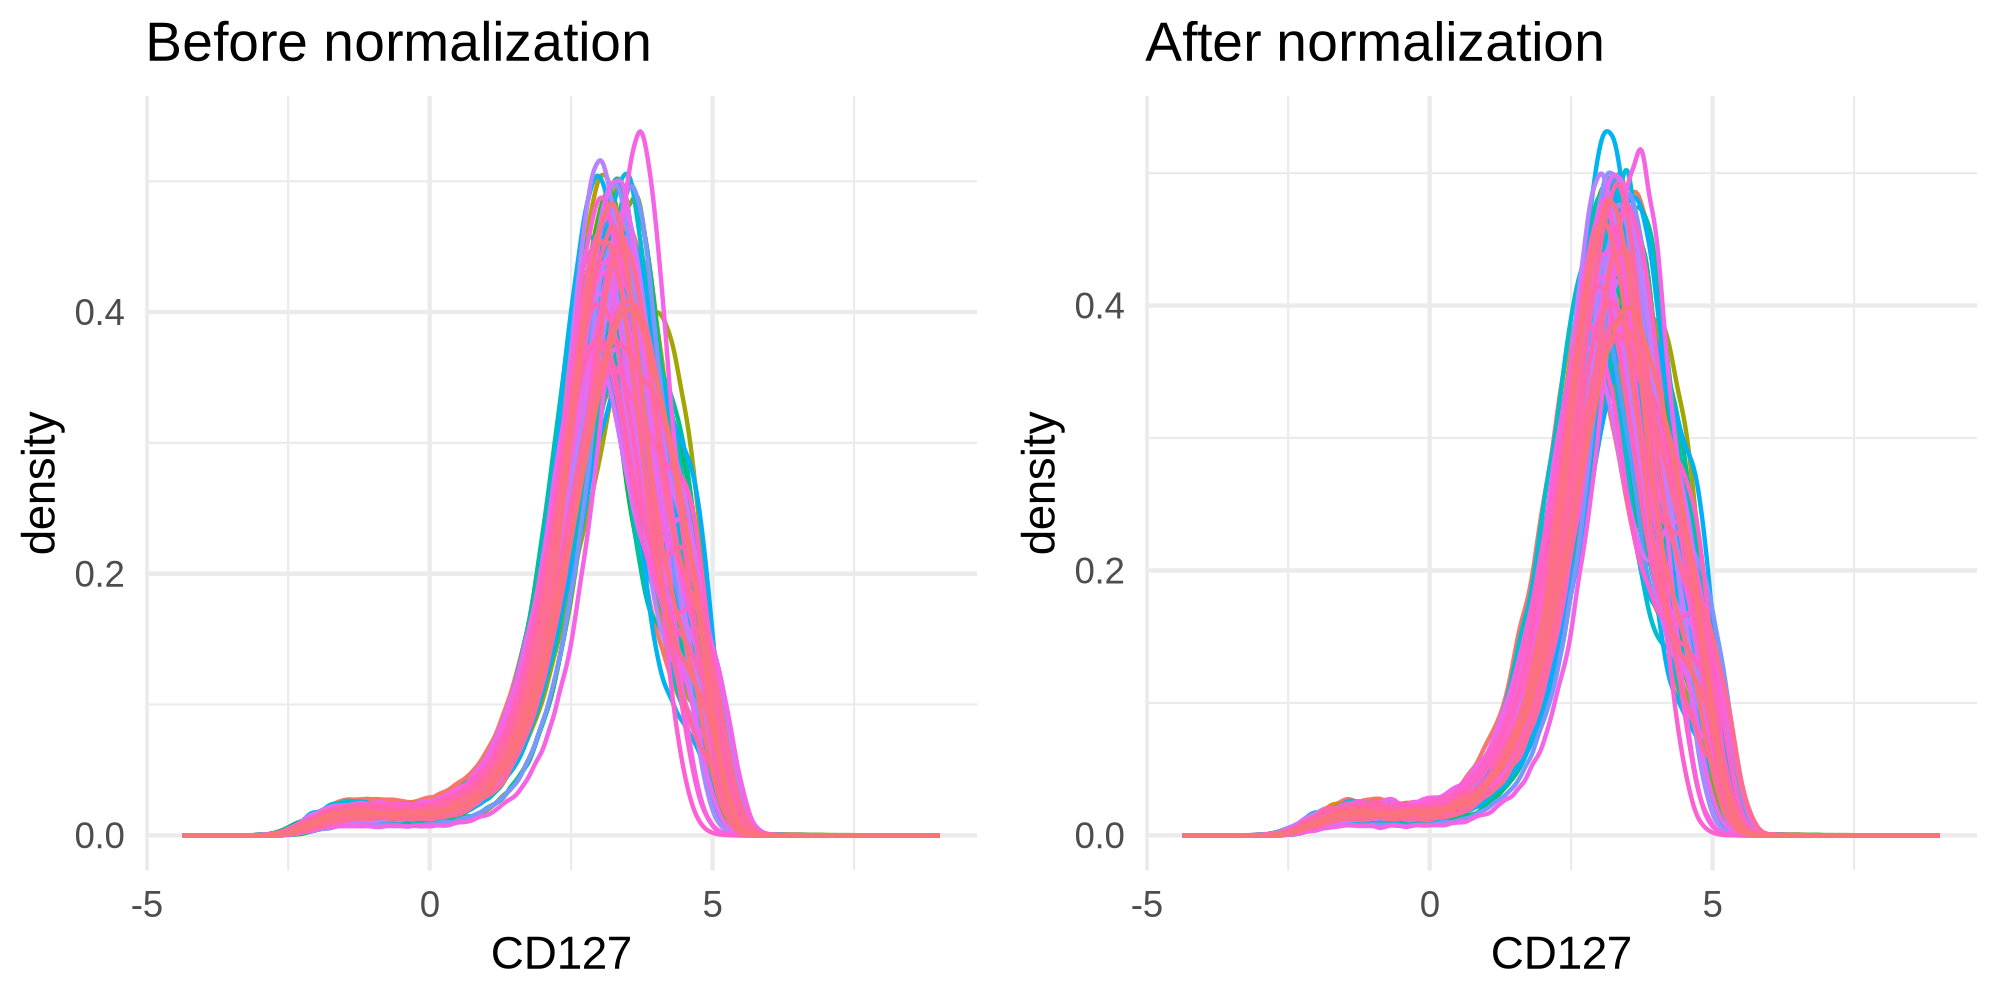 Before normalization
density
0.4
0.2
0.0
-5 0 5
CD127
After normalization
density
0.4
0.2
0.0
-5 0 5
CD127